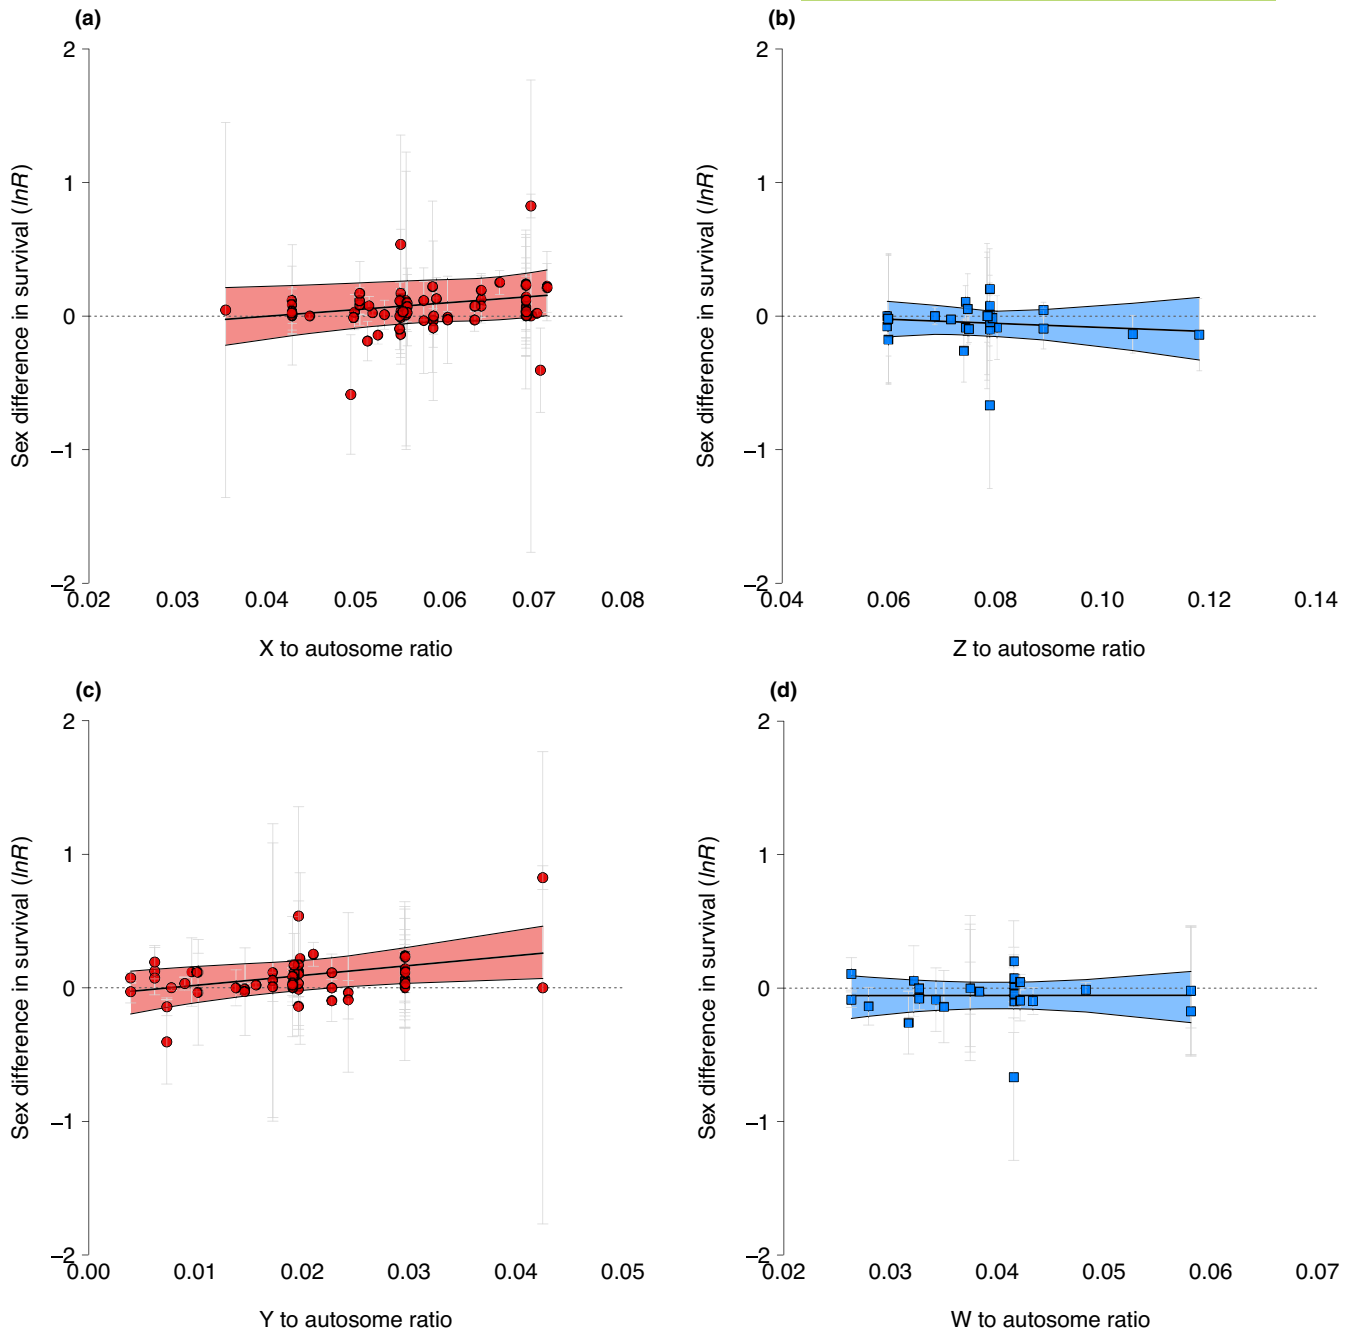 (a)
2
1
0
−1
−2
Sex difference in survival (lnR)
0.02 0.03 0.04 0.05 0.06 0.07 0.08
X to autosome ratio
(b)
2
1
0
−1
−2
Sex difference in survival (lnR)
0.04 0.06 0.08 0.10 0.12 0.14
Z to autosome ratio
(c)
2
1
0
−1
−2
Sex difference in survival (lnR)
0.00 0.01 0.02 0.03 0.04 0.05
Y to autosome ratio
(d)
2
1
0
−1
−2
Sex difference in survival (lnR)
0.02 0.03 0.04 0.05 0.06 0.07
W to autosome ratio